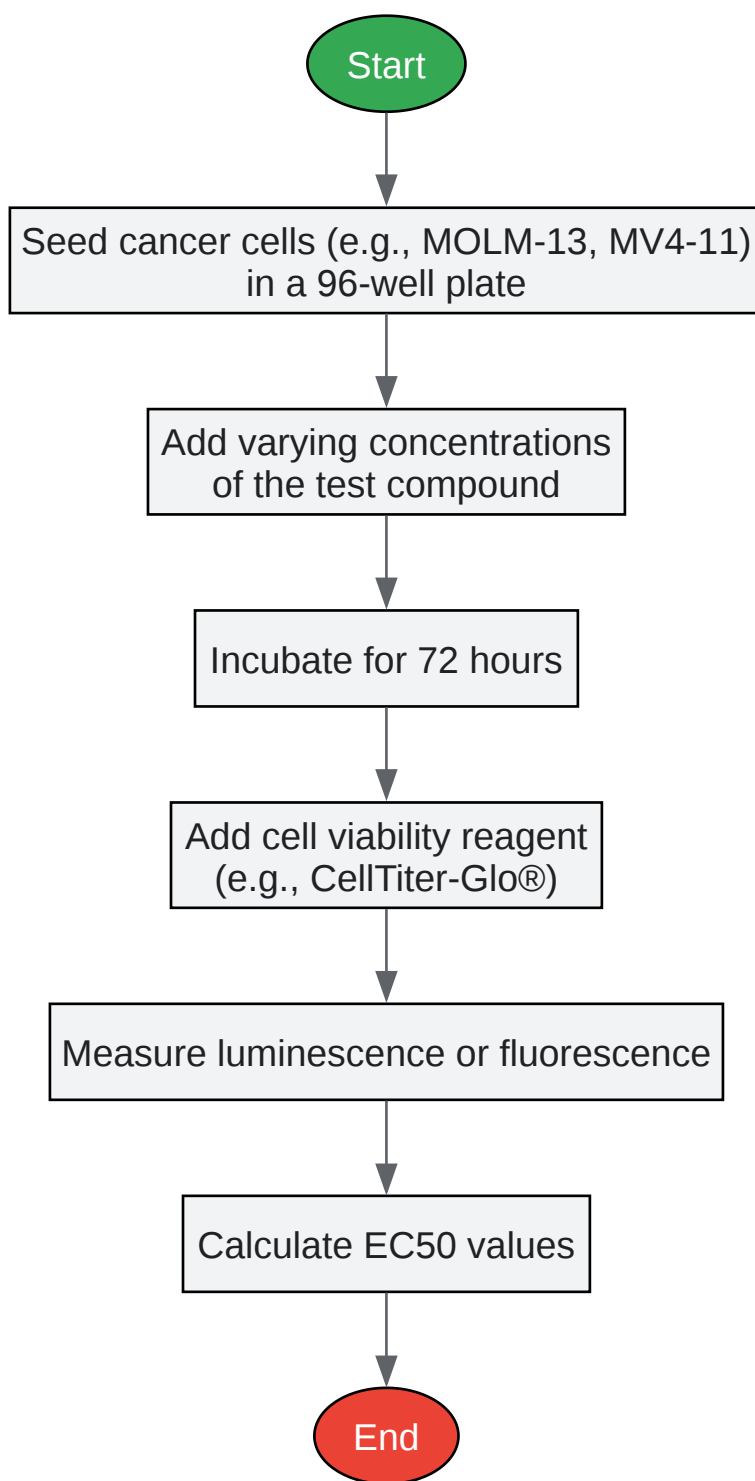 Start
Seed cancer cells (e.g., MOLM-13, MV4-11)
in a 96-well plate
Add varying concentrations
of the test compound
Incubate for 72 hours
Add cell viability reagent
(e.g., CellTiter-Glo®)
Measure luminescence or fluorescence
Calculate EC50 values
End